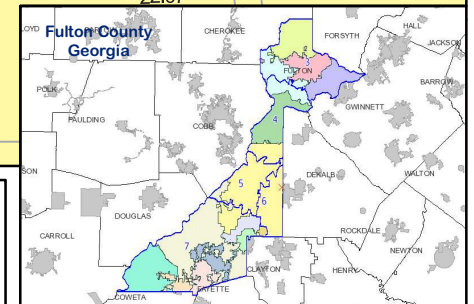 Fulton County
Georgia
CHEROKEE
FORSYTH
HALL
JACKSON
FULTON
BARROW
POLK
GWINNETT
PAULDING
COBB
4
WALTON
SON
DEKALB
5
6
DOUGLAS
ROCKDALE
CARROLL
7
NEWTON
CLAYTON
HENRY
FAYETTE
COWETA